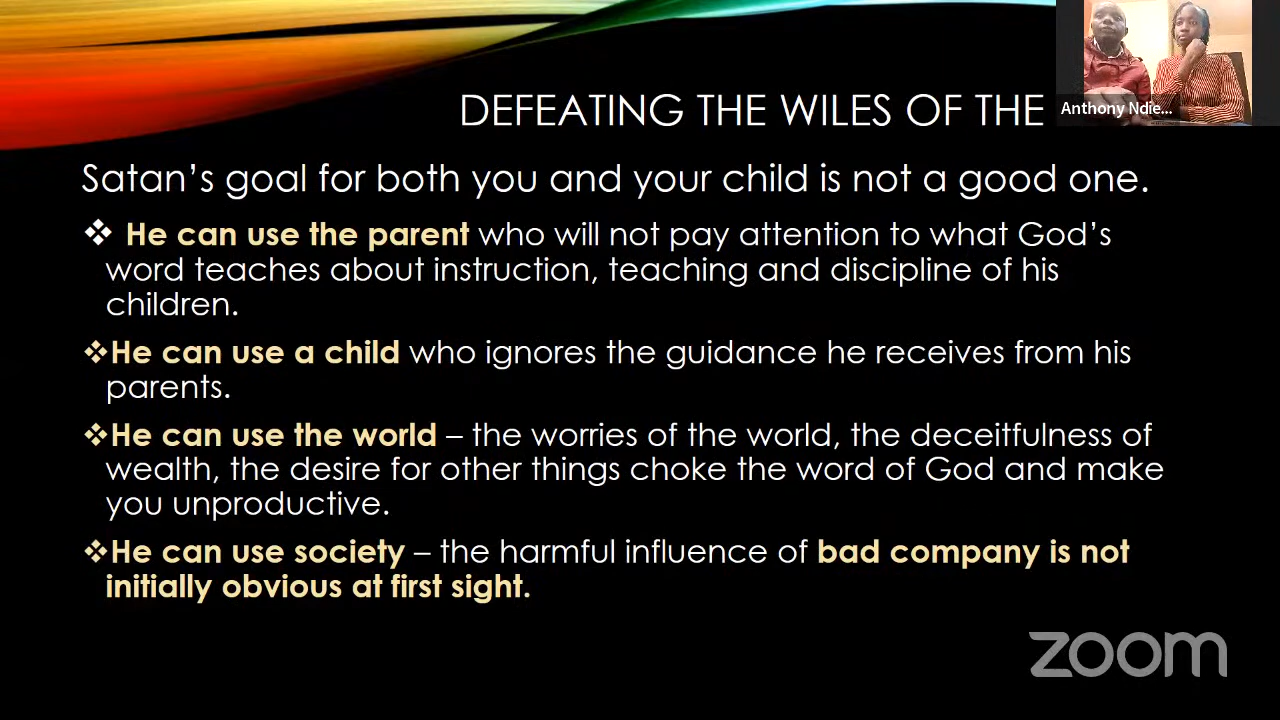 DEFEATING THE WILES OF THE
Anthony Ndie...
Satan’s goal for both you and your child is not a good one.
❖ He can use the parent who will not pay attention to what God’s
word teaches about instruction, teaching and discipline of his
children.
❖He can use a child who ignores the guidance he receives from his
parents.
❖He can use the world – the worries of the world, the deceitfulness of
wealth, the desire for other things choke the word of God and make
you unproductive.
❖He can use society – the harmful influence of bad company is not
initially obvious at first sight.
zoom